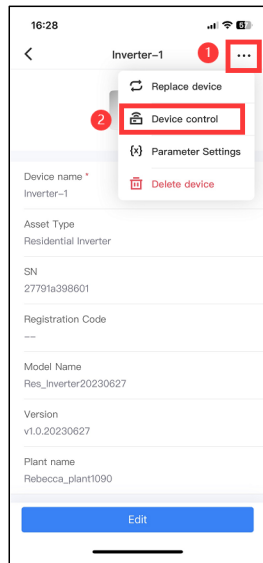 16:28
Inverter-1
1
...
Replace device
2
Device control
{x} Parameter Settings
Delete device
Device name *
Inverter-1
Asset Type
Residential Inverter
SN
27791a398601
Registration Code
--
Model Name
Res_Inverter20230627
Version
v1.0.20230627
Plant name
Rebecca_plant1090
Edit